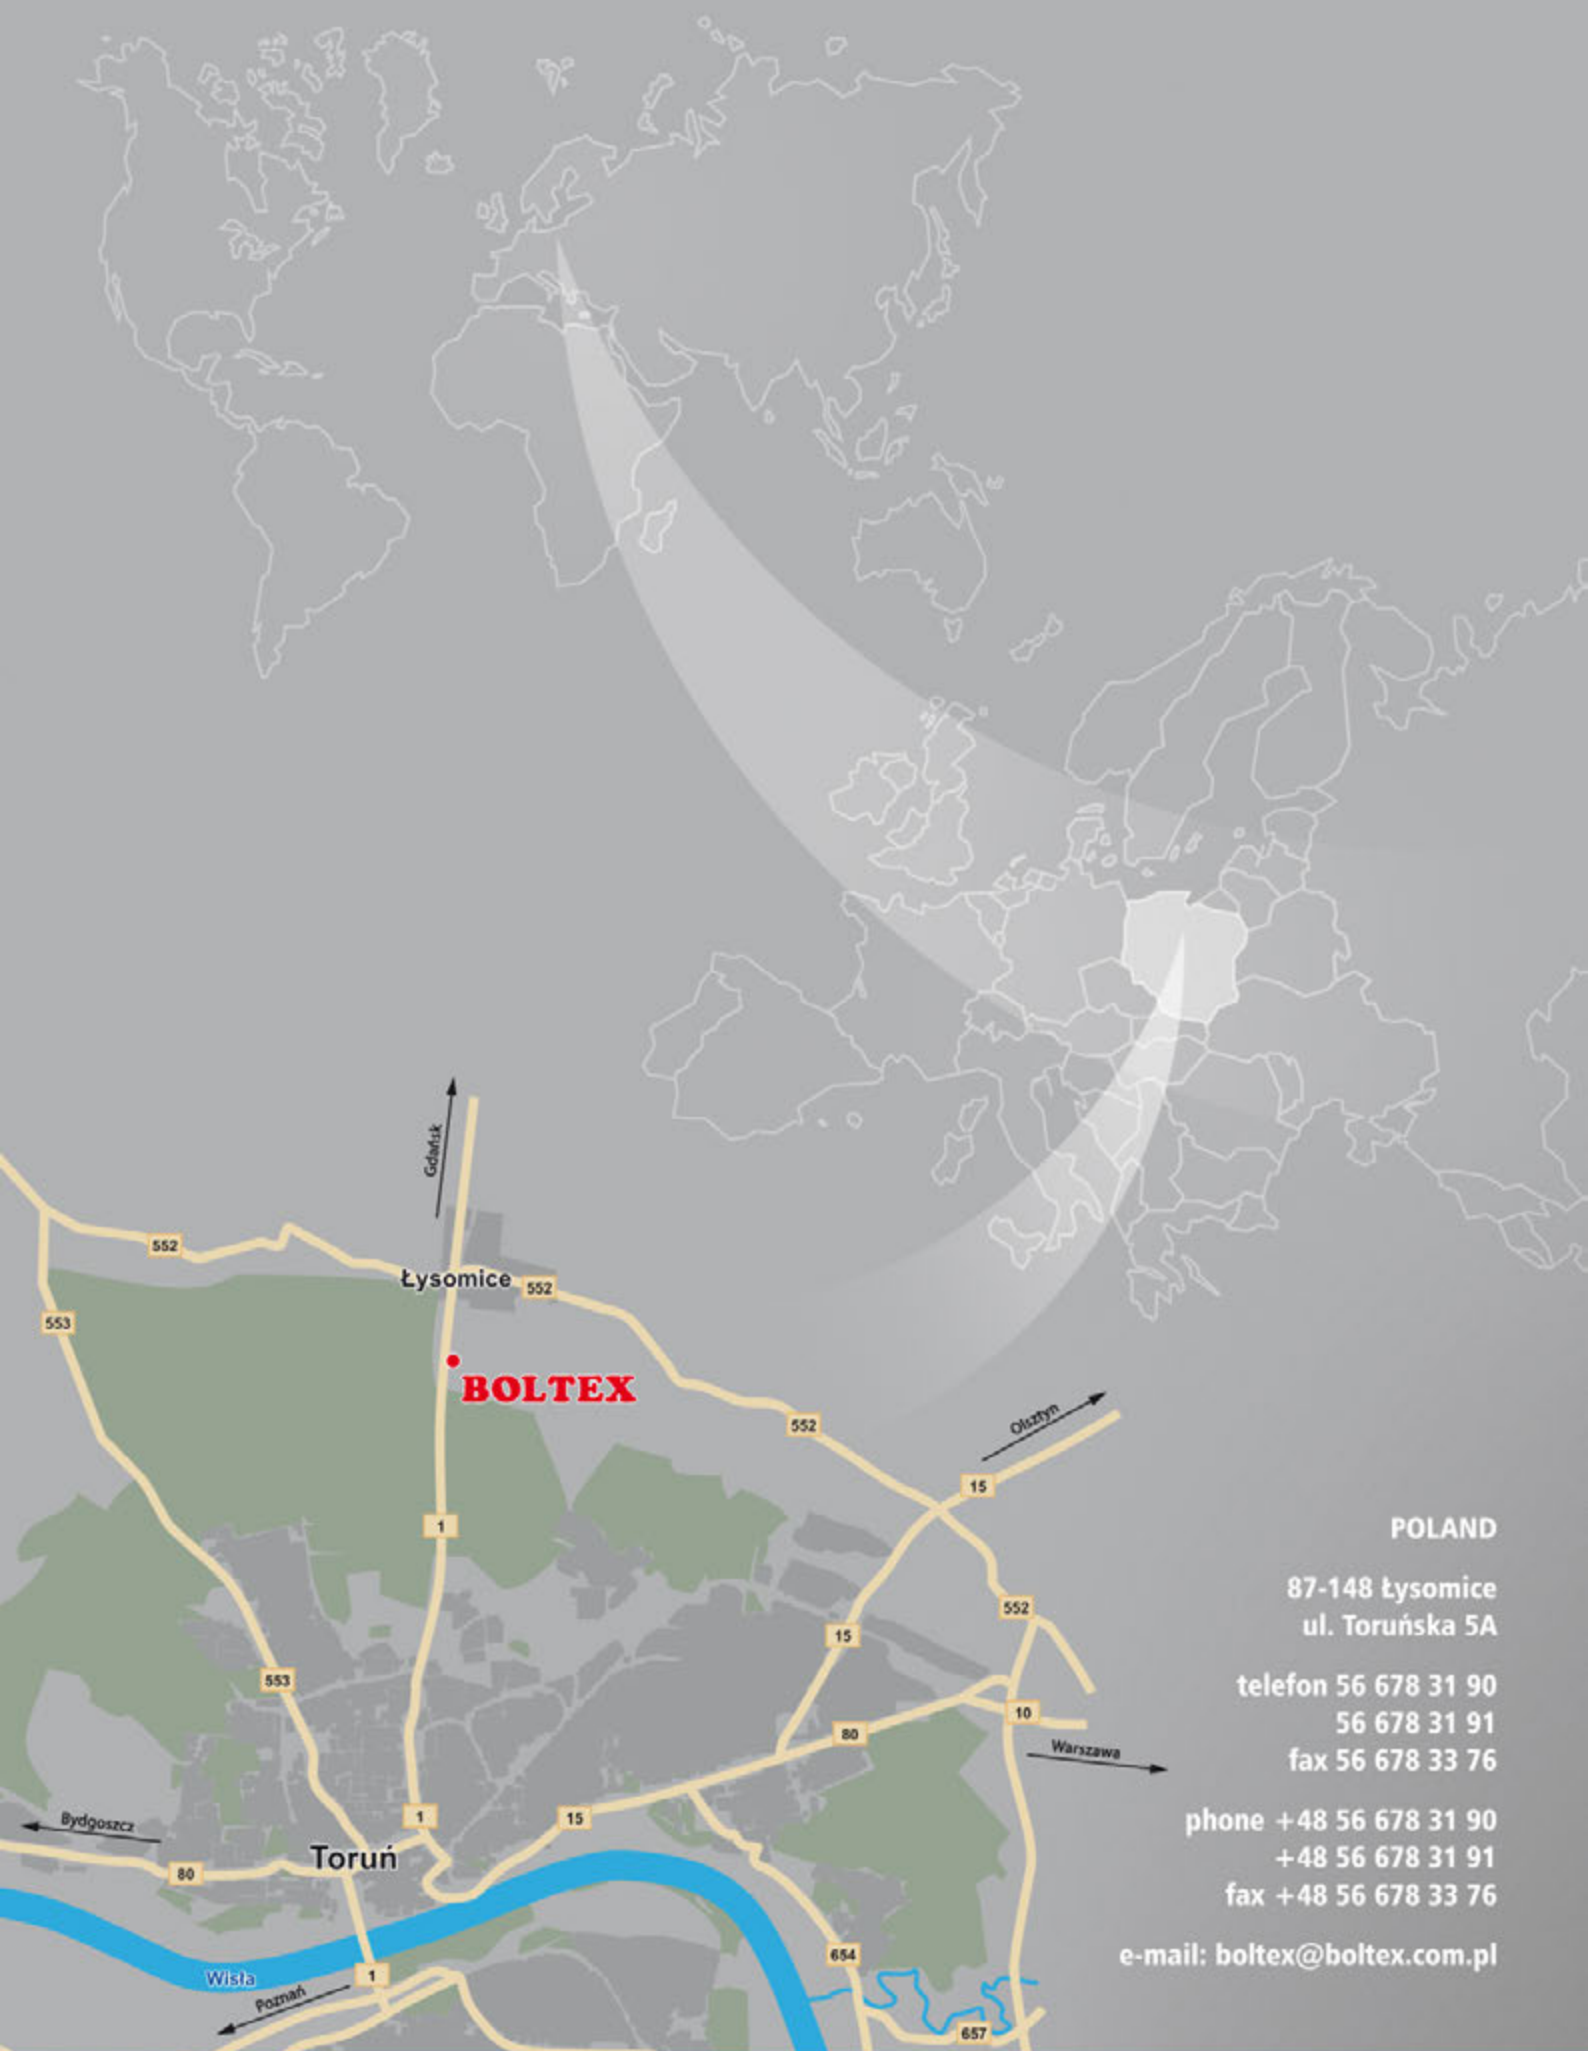 Gdańsk
552
Łysomice
552
553
BOLTEX
552
Olsztyn
15
1
552
15
553
10
80
Warszawa
1
15
Bydgoszcz
Toruń
80
654
Wisła
1
Poznań
657
POLAND
87-148 Łysomice
ul. Toruńska 5A
telefon 56 678 31 90
56 678 31 91
fax 56 678 33 76
phone +48 56 678 31 90
+48 56 678 31 91
fax +48 56 678 33 76
e-mail: boltex@boltex.com.pl